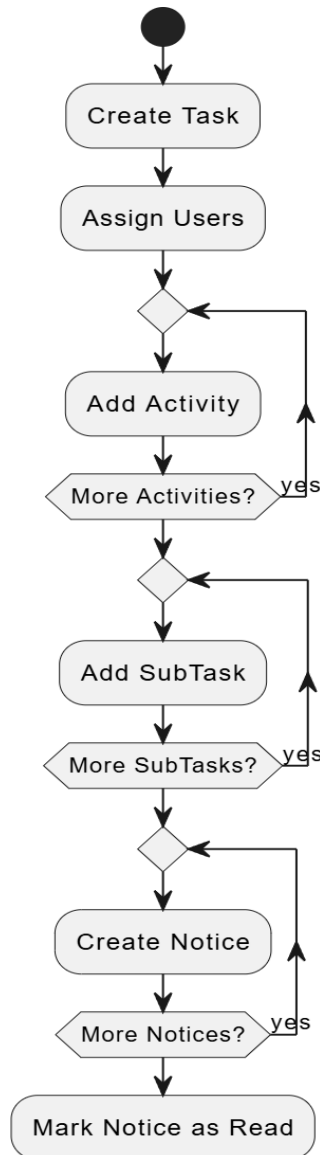 Create Task
Assign Users
Add Activity
More Activities?
yes
Add SubTask
More SubTasks?
yes
Create Notice
More Notices?
yes
Mark Notice as Read